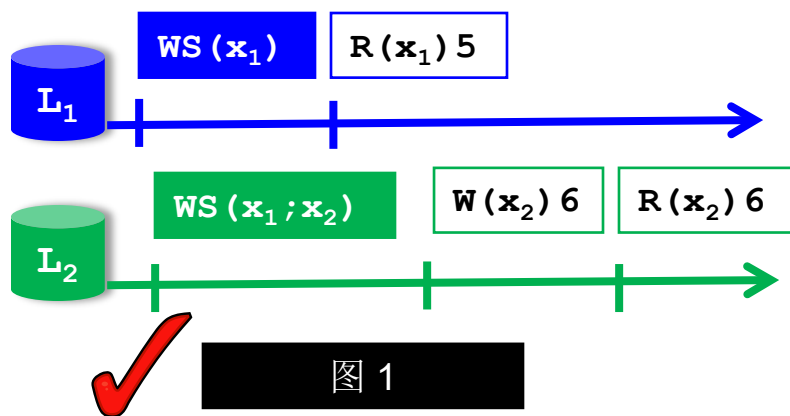 WS(x₁) R(x₁)5
L₁
WS(x₁;x₂) W(x₂)6 R(x₂)6
L₂
图 1